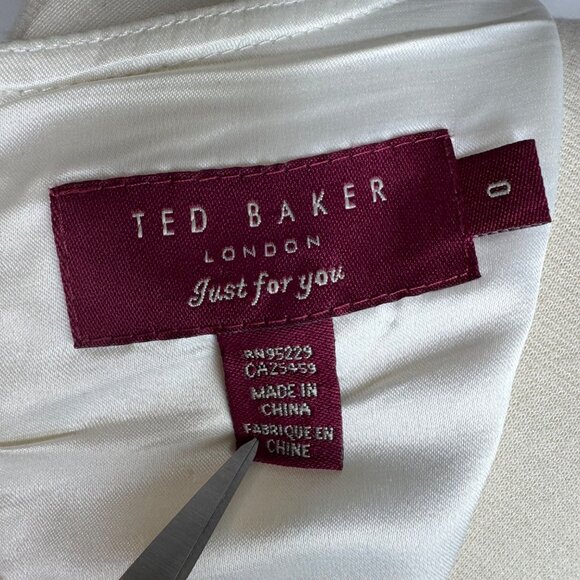 TED BAKER
LONDON
Just for you
0
RN95229
CA25459
MADE IN
CHINA
FABRIQUE EN
CHINE